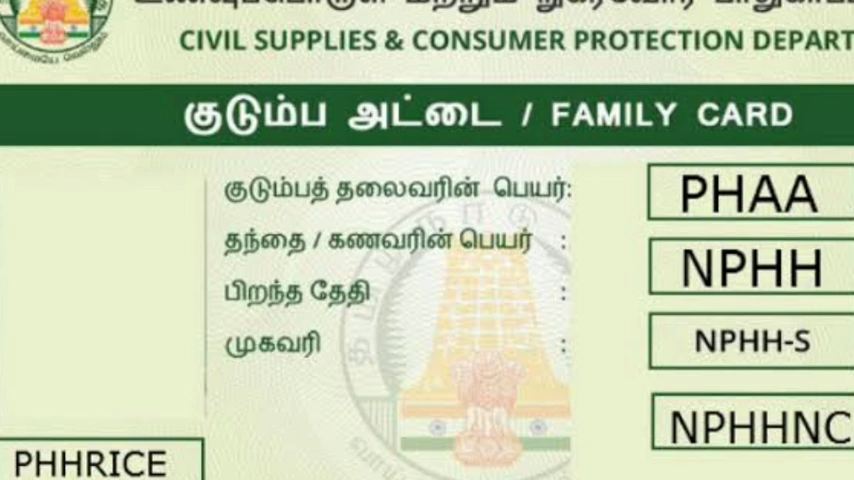 CIVIL SUPPLIES & CONSUMER PROTECTION DEPART
குடும்ப அட்டை / FAMILY CARD
குடும்பத் தலைவரின் பெயர்:
தந்தை / கணவரின் பெயர் :
பிறந்த தேதி :
முகவரி :
PHAA
NPHH
NPHH-S
NPHHNC
PHHRICE